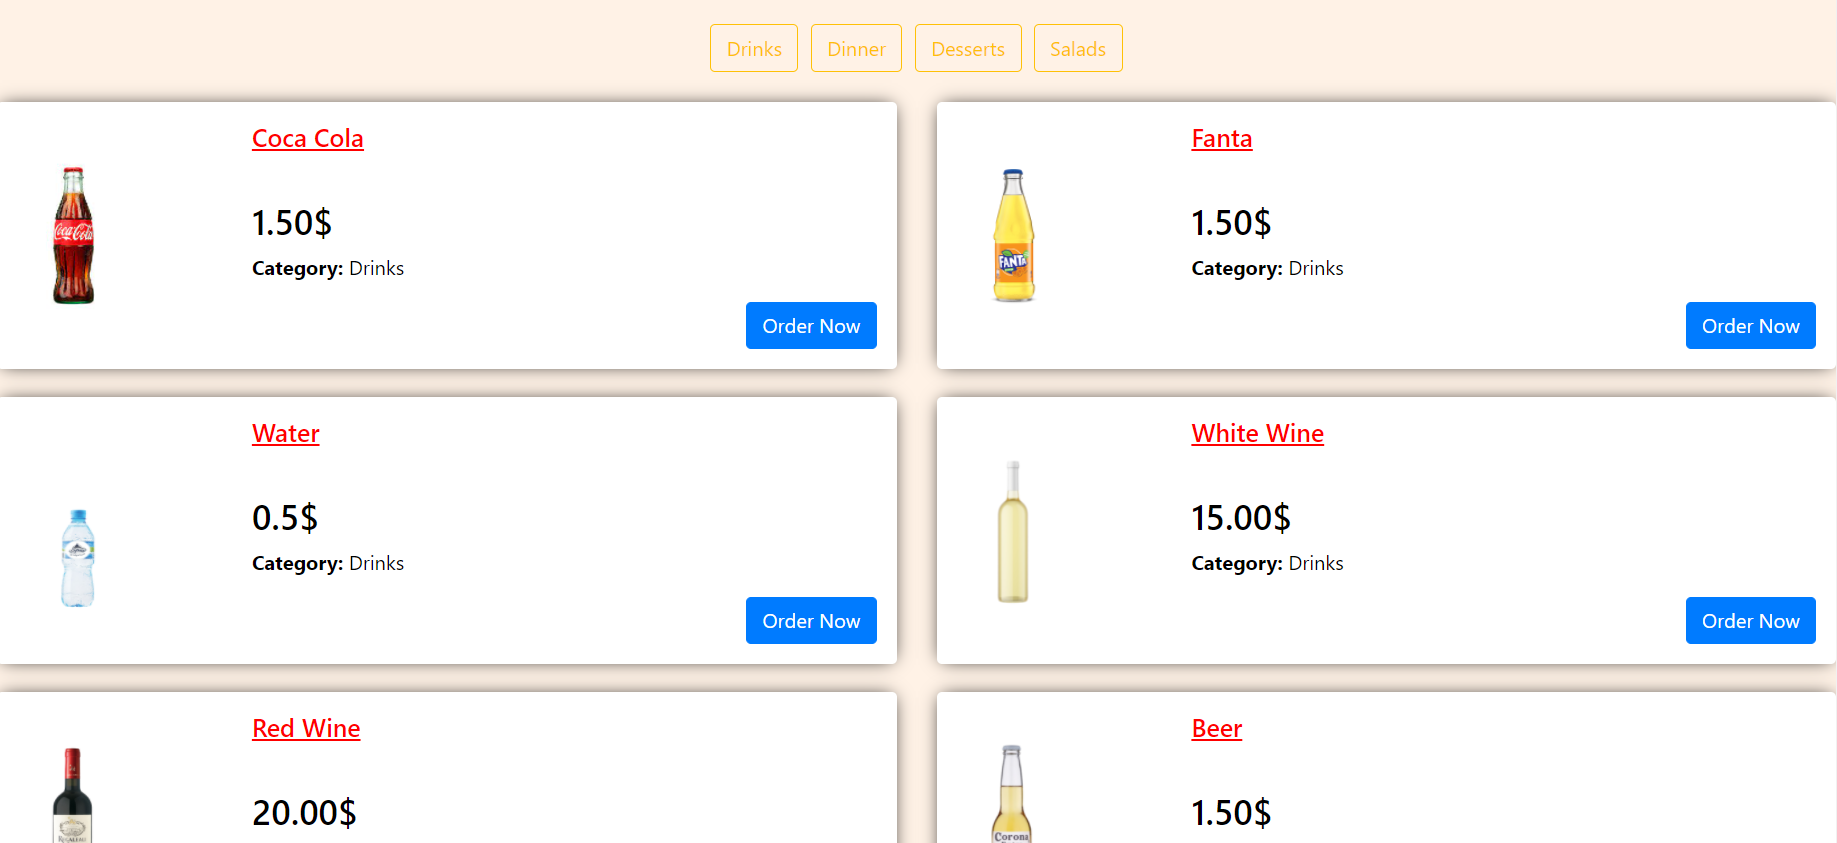 Drinks Dinner Desserts Salads
Coca Cola
Coca-Cola
1.50$
Category: Drinks
Order Now
Fanta
FANTA
1.50$
Category: Drinks
Order Now
Water
0.5$
Category: Drinks
Order Now
White Wine
15.00$
Category: Drinks
Order Now
Red Wine
20.00$
Beer
1.50$
Corona